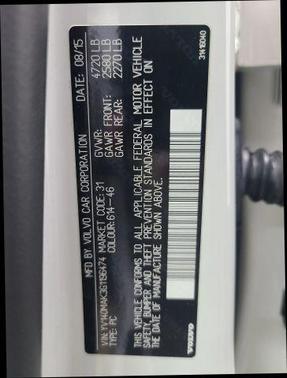 MFD BY VOLVO CAR CORPORATION DATE: 08/15
GVWR: 4720 LB
VIN: YV140MAK3G1196474 MARKET CODE: 31 GAWR FRONT: 2580 LB
TYPE: PC COLOUR: 614-46 GAWR REAR: 2270 LB
THIS VEHICLE CONFORMS TO ALL APPLICABLE FEDERAL MOTOR VEHICLE
SAFETY, BUMPER AND THEFT PREVENTION STANDARDS IN EFFECT ON
THE DATE OF MANUFACTURE SHOWN ABOVE.
VOLVO